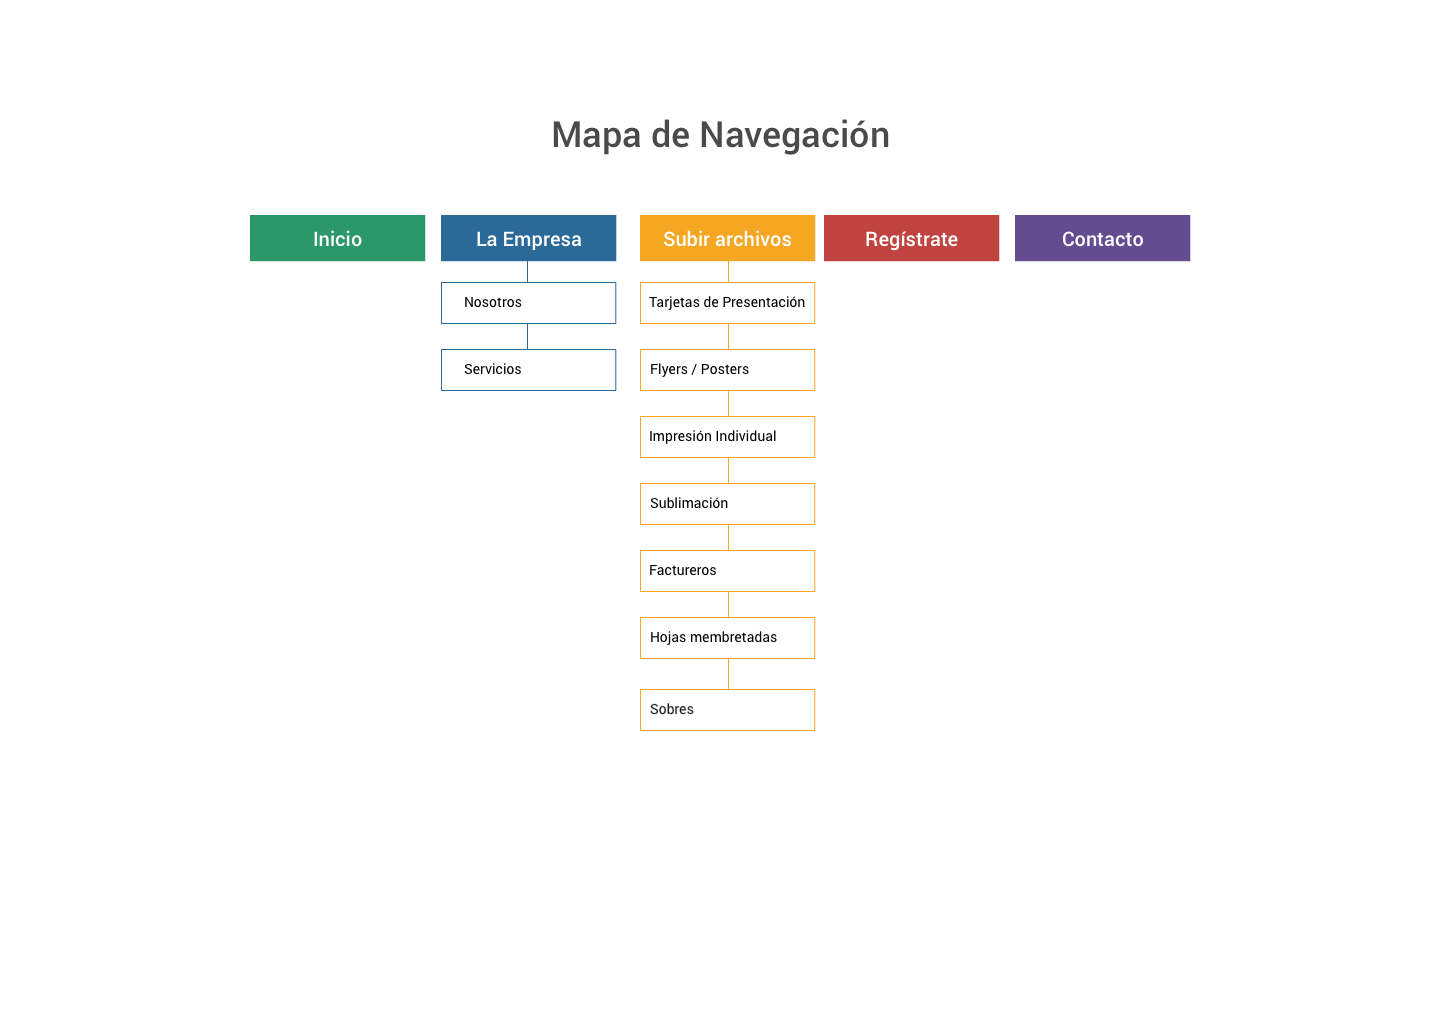 Mapa de Navegación
Inicio
La Empresa
Subir archivos
Regístrate
Contacto
Nosotros
Servicios
Tarjetas de Presentación
Flyers / Posters
Impresión Individual
Sublimación
Factureros
Hojas membretadas
Sobres